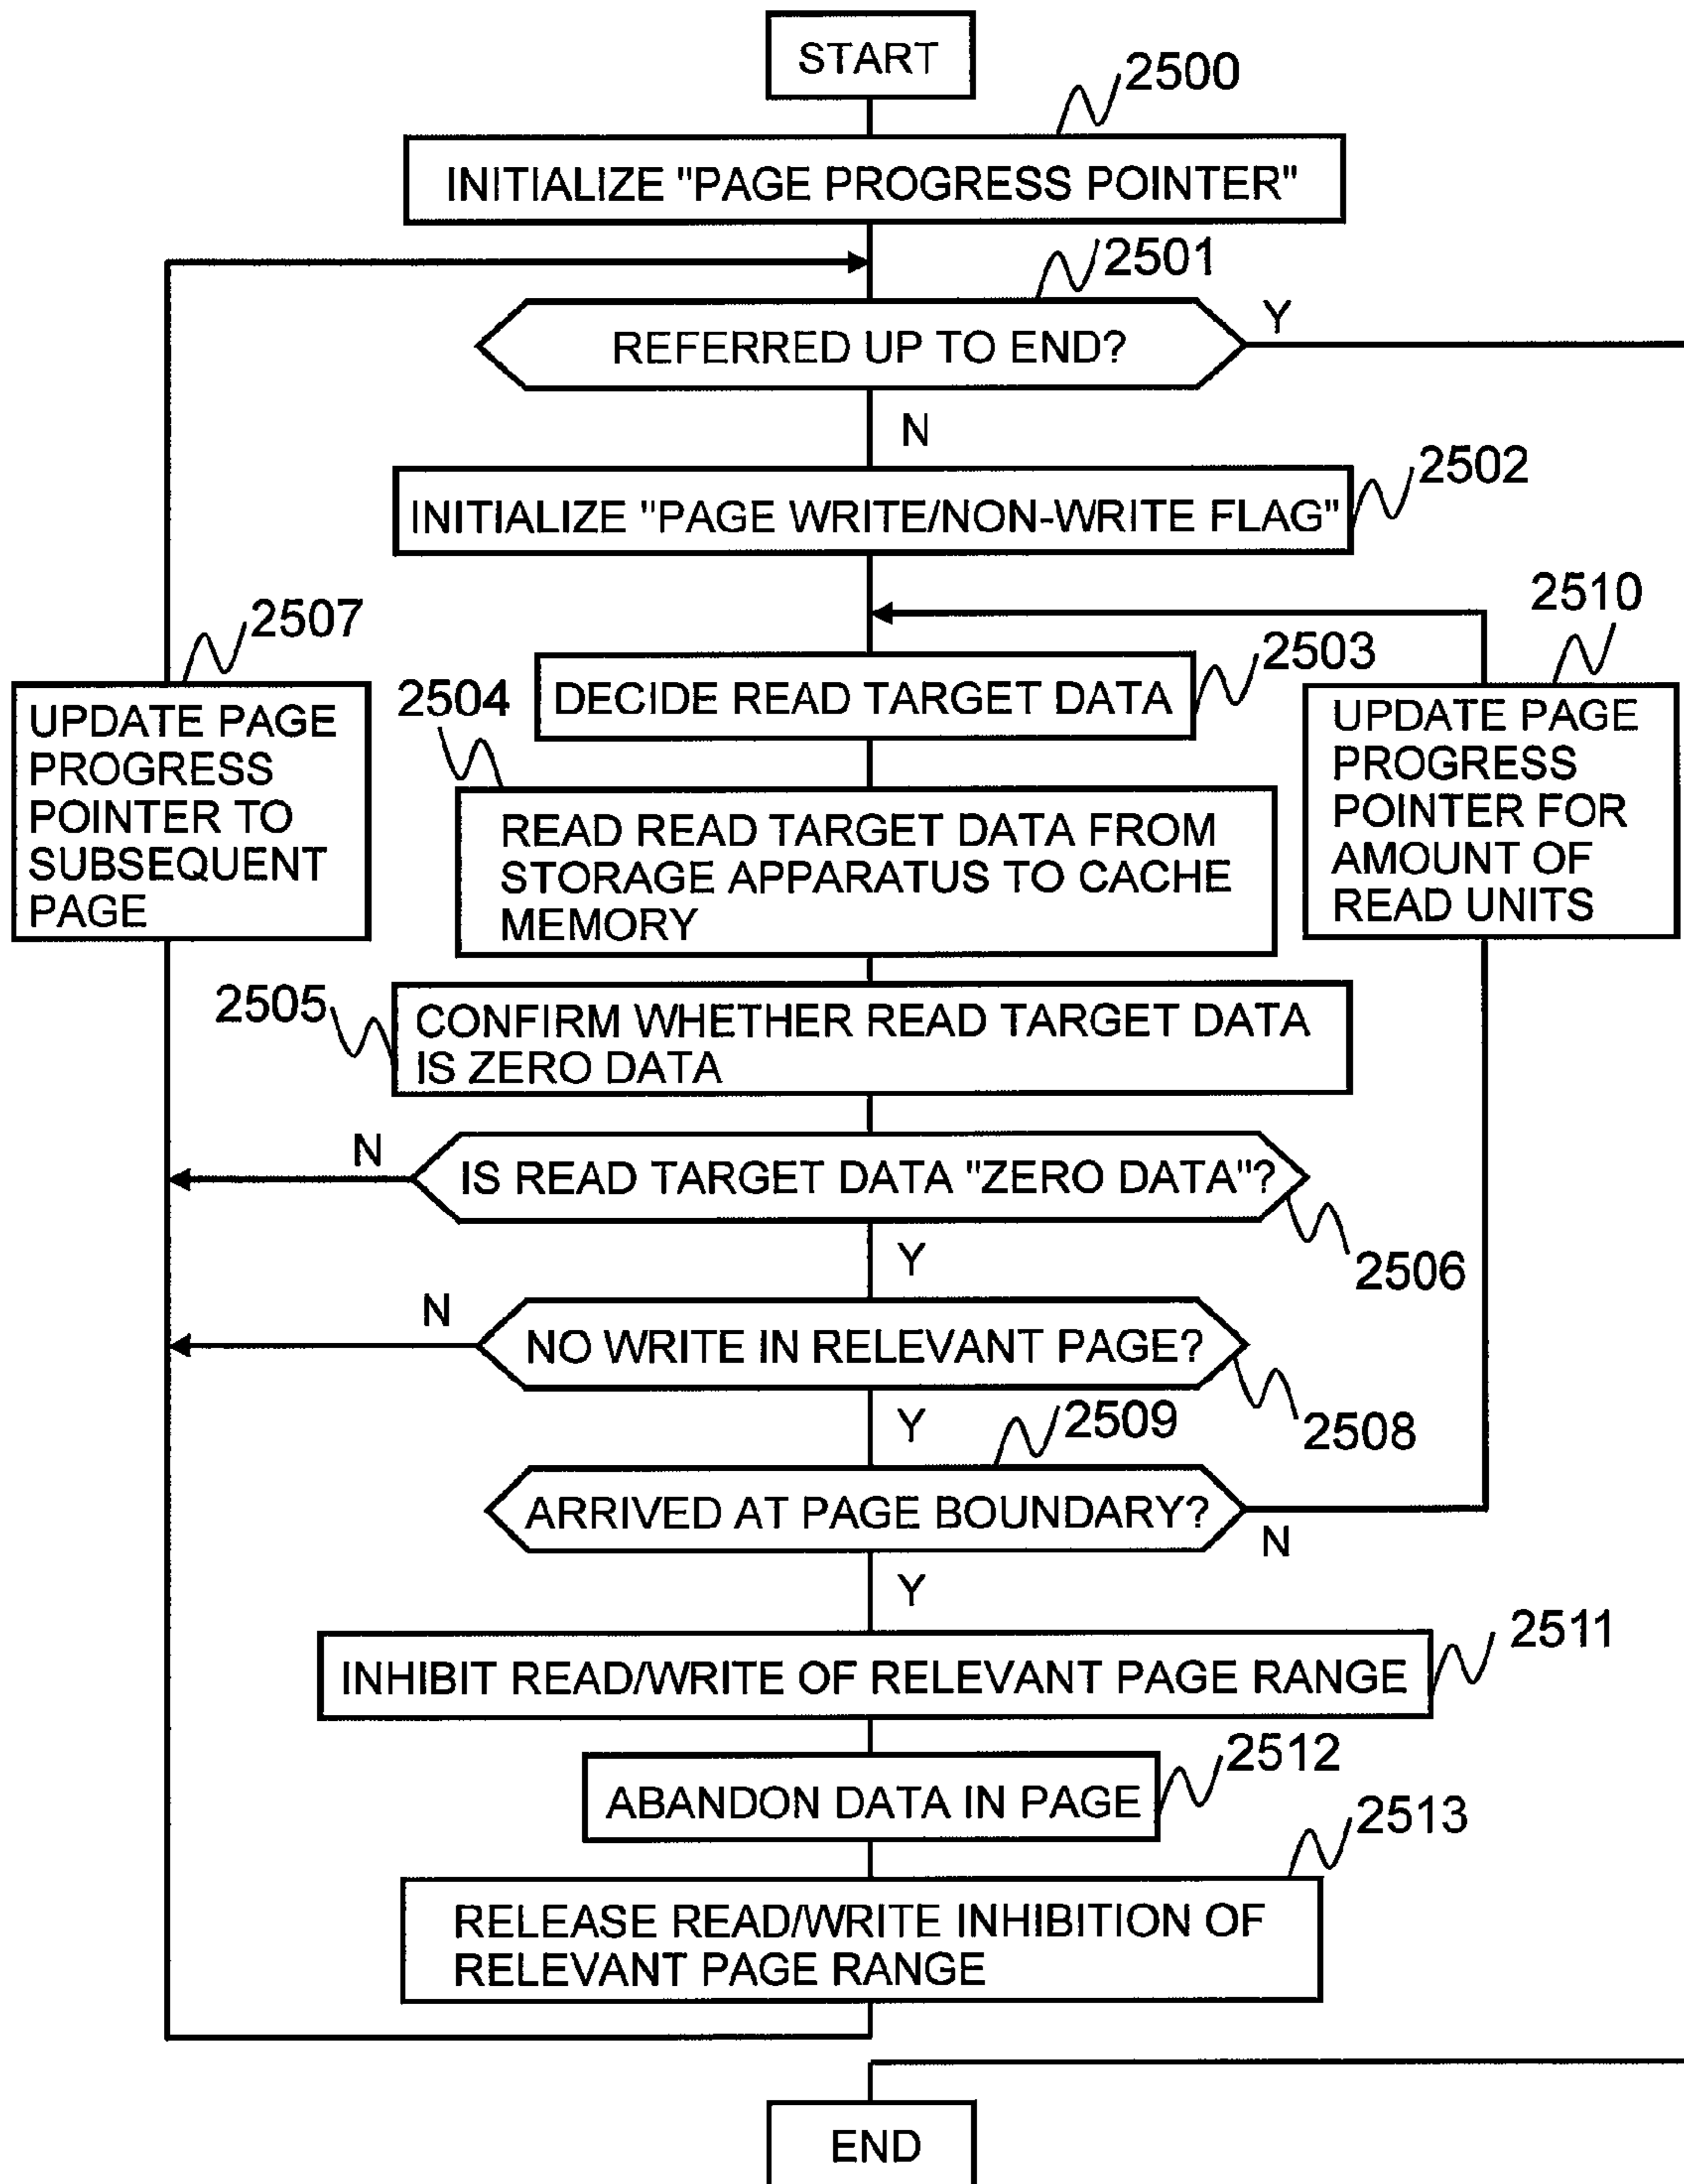 START
2500
INITIALIZE "PAGE PROGRESS POINTER"
2501
REFERRED UP TO END?
Y
N
2502
INITIALIZE "PAGE WRITE/NON-WRITE FLAG"
2507
UPDATE PAGE
PROGRESS
POINTER TO
SUBSEQUENT
PAGE
2510
UPDATE PAGE
PROGRESS
POINTER FOR
AMOUNT OF
READ UNITS
2503
DECIDE READ TARGET DATA
2504
READ READ TARGET DATA FROM
STORAGE APPARATUS TO CACHE
MEMORY
2505
CONFIRM WHETHER READ TARGET DATA
IS ZERO DATA
N
IS READ TARGET DATA "ZERO DATA"?
2506
Y
N
NO WRITE IN RELEVANT PAGE?
2508
Y
2509
ARRIVED AT PAGE BOUNDARY?
N
Y
2511
INHIBIT READ/WRITE OF RELEVANT PAGE RANGE
2512
ABANDON DATA IN PAGE
2513
RELEASE READ/WRITE INHIBITION OF
RELEVANT PAGE RANGE
END